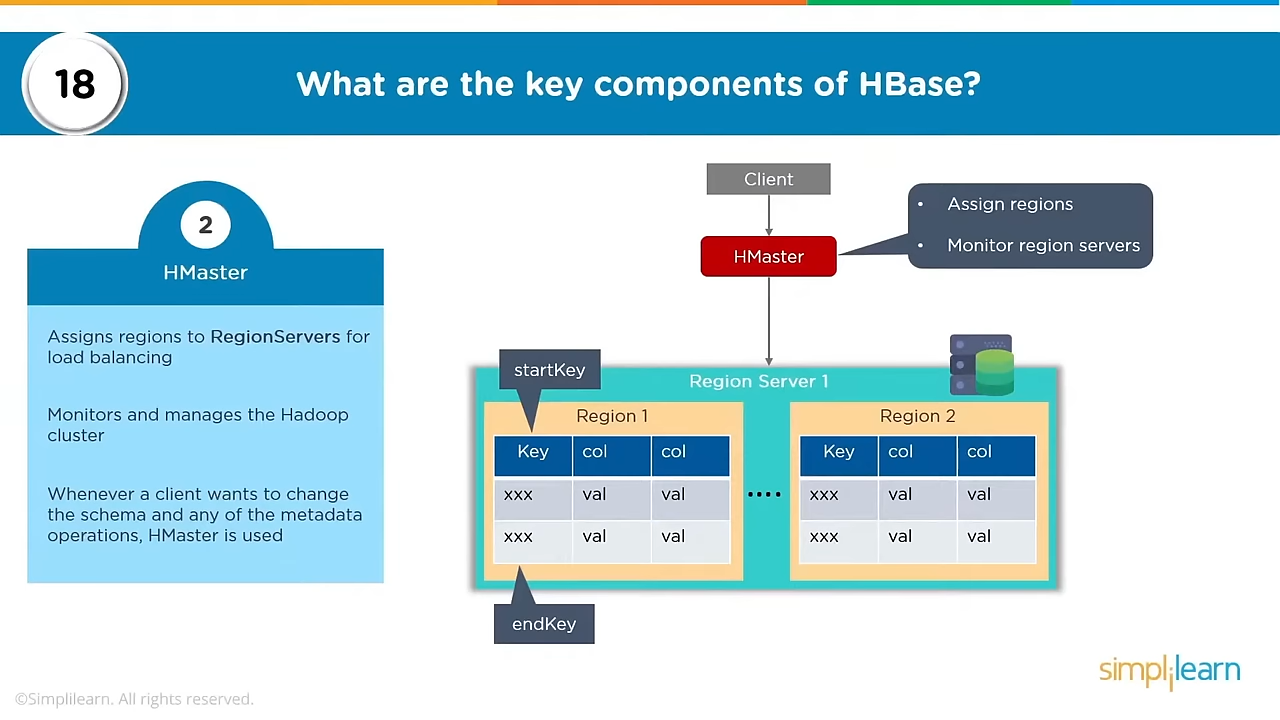 18
What are the key components of HBase?
2
HMaster
Assigns regions to RegionServers for
load balancing
Monitors and manages the Hadoop
cluster
Whenever a client wants to change
the schema and any of the metadata
operations, HMaster is used
Client
HMaster
• Assign regions
• Monitor region servers
startKey
Region Server 1
Region 1
Key col col
xxx val val
xxx val val
....
Region 2
Key col col
xxx val val
xxx val val
endKey
simplilearn
©Simplilearn. All rights reserved.